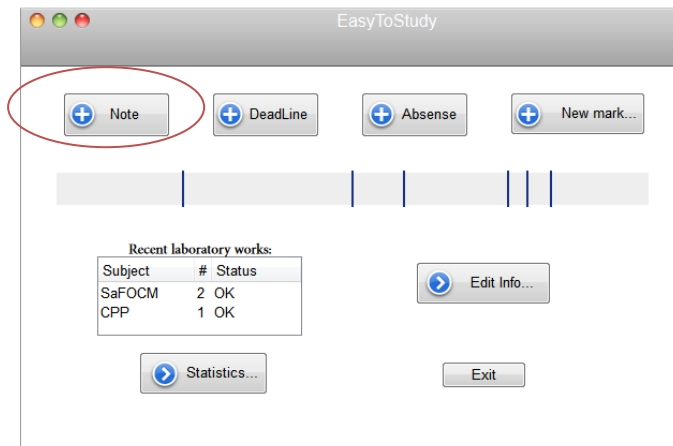 EasyToStudy
Note
DeadLine
Absense
New mark...
Recent laboratory works:
Subject # Status
SaFOCM 2 OK
CPP 1 OK
Edit Info...
Statistics...
Exit